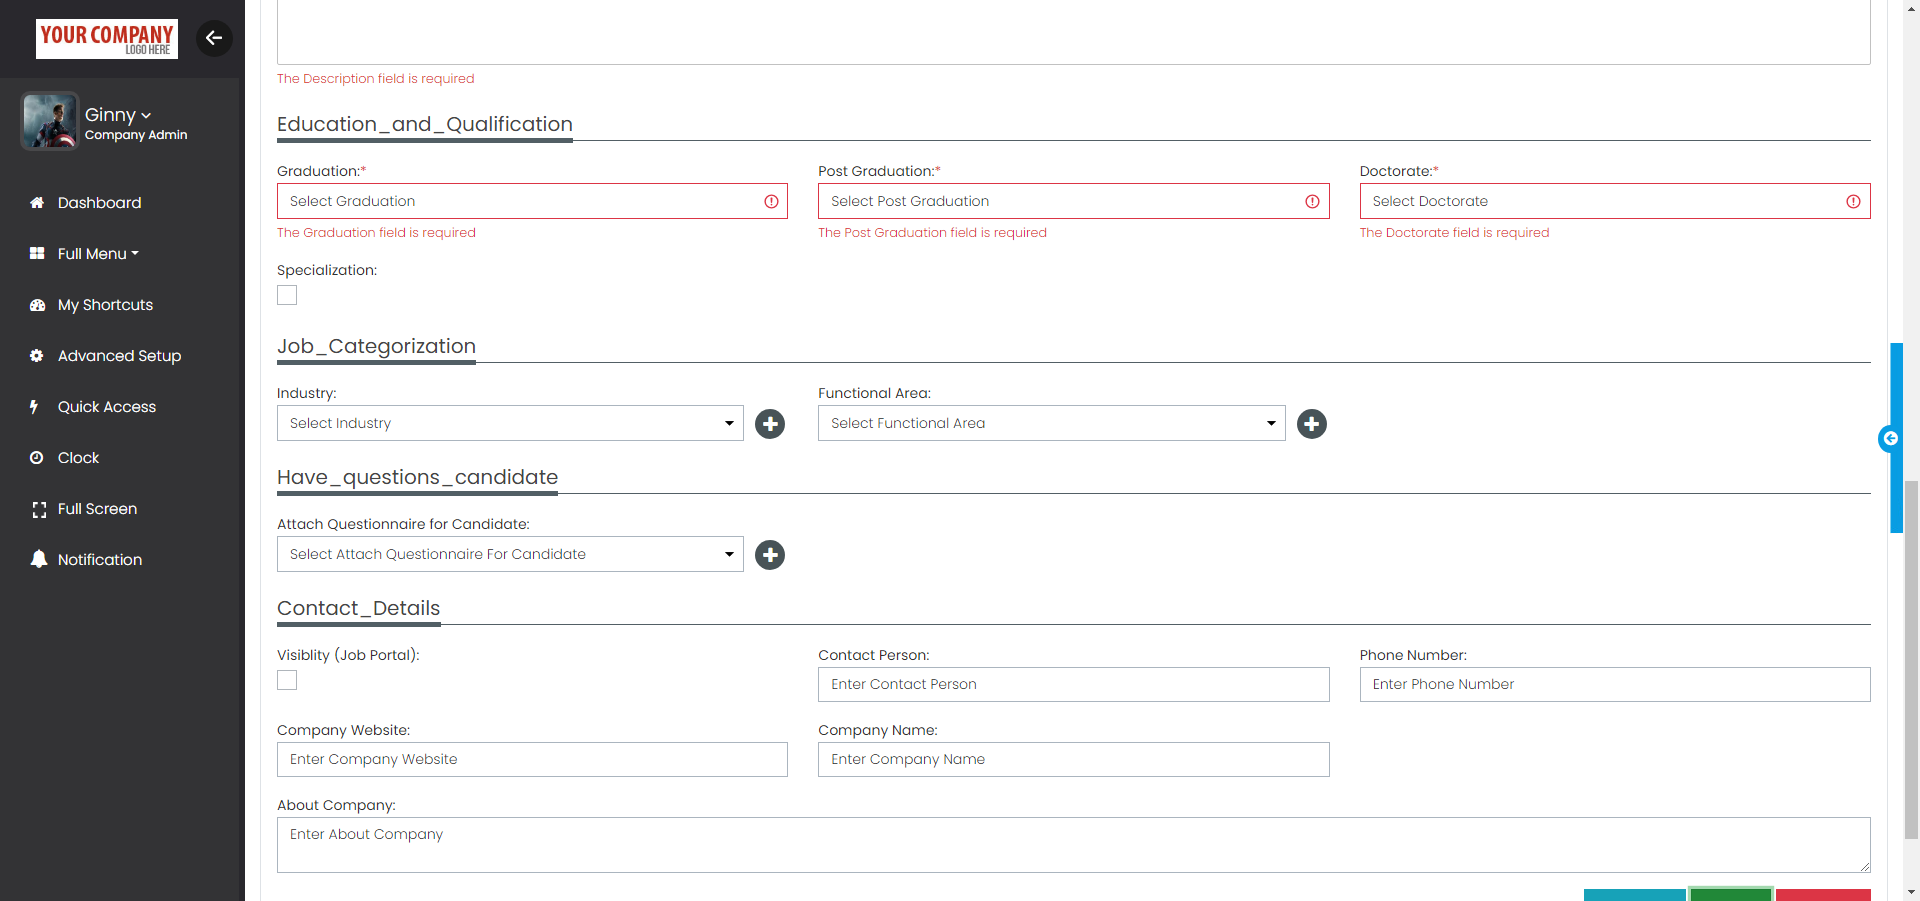 YOUR COMPANY
LOGO HERE
Ginny
Company Admin
Dashboard
Full Menu
My Shortcuts
Advanced Setup
Quick Access
Clock
Full Screen
Notification
The Description field is required
Education_and_Qualification
Graduation:* Post Graduation:* Doctorate:*
Select Graduation Select Post Graduation Select Doctorate
The Graduation field is required The Post Graduation field is required The Doctorate field is required
Specialization:
Job_Categorization
Industry: Functional Area:
Select Industry Select Functional Area
Have_questions_candidate
Attach Questionnaire for Candidate:
Select Attach Questionnaire For Candidate
Contact_Details
Visiblity (Job Portal): Contact Person: Phone Number:
Enter Contact Person Enter Phone Number
Company Website: Company Name:
Enter Company Website Enter Company Name
About Company:
Enter About Company